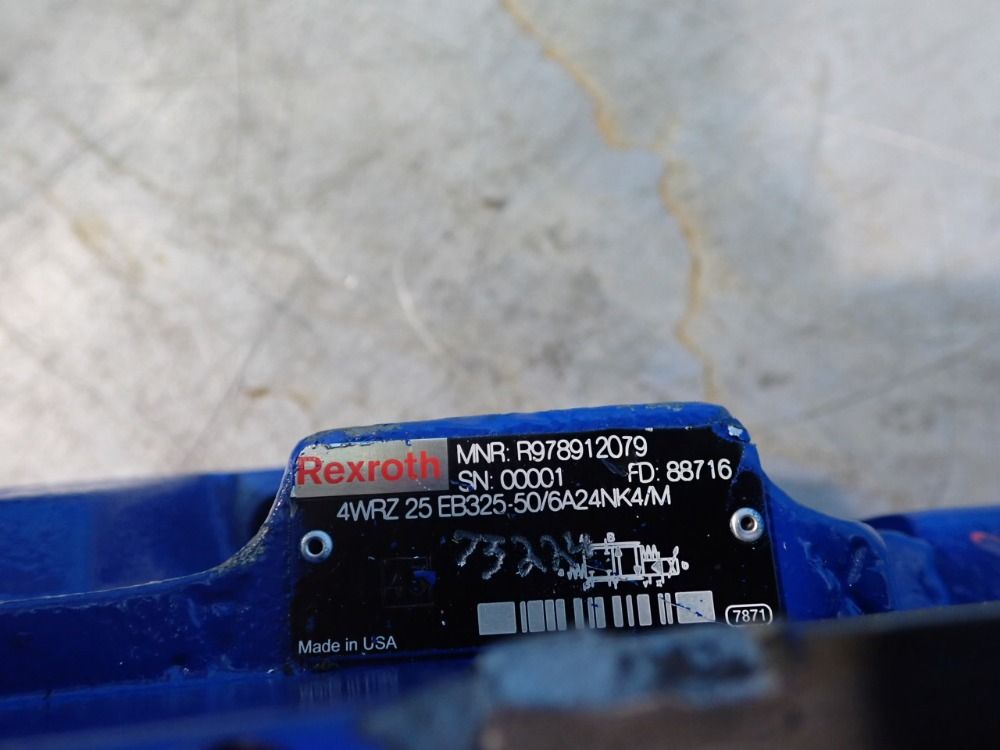 Rexroth MNR: R978912079
SN: 00001 FD: 88716
4WRZ 25 EB325-50/6A24NK4/M
7871
Made in USA